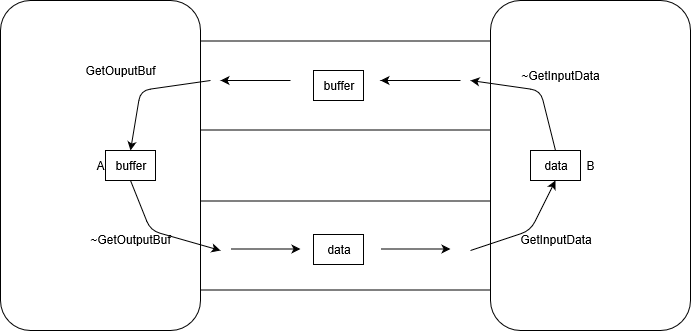 GetOuputBuf
buffer
~GetInputData
A
buffer
data
B
~GetOutputBuf
data
GetInputData